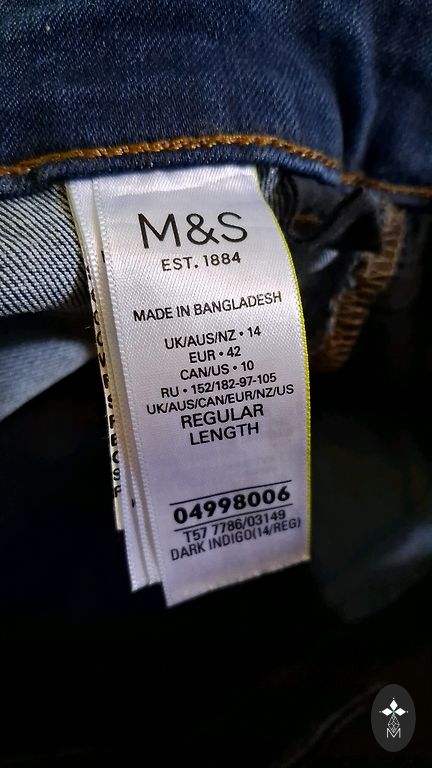 M&S
EST. 1884
MADE IN BANGLADESH
UK/AUS/NZ • 14
EUR • 42
CAN/US • 10
RU • 152/182-97-105
UK/AUS/CAN/EUR/NZ/US
REGULAR
LENGTH
04998006
T57 7786/03149
DARK INDIGO(14/REG)